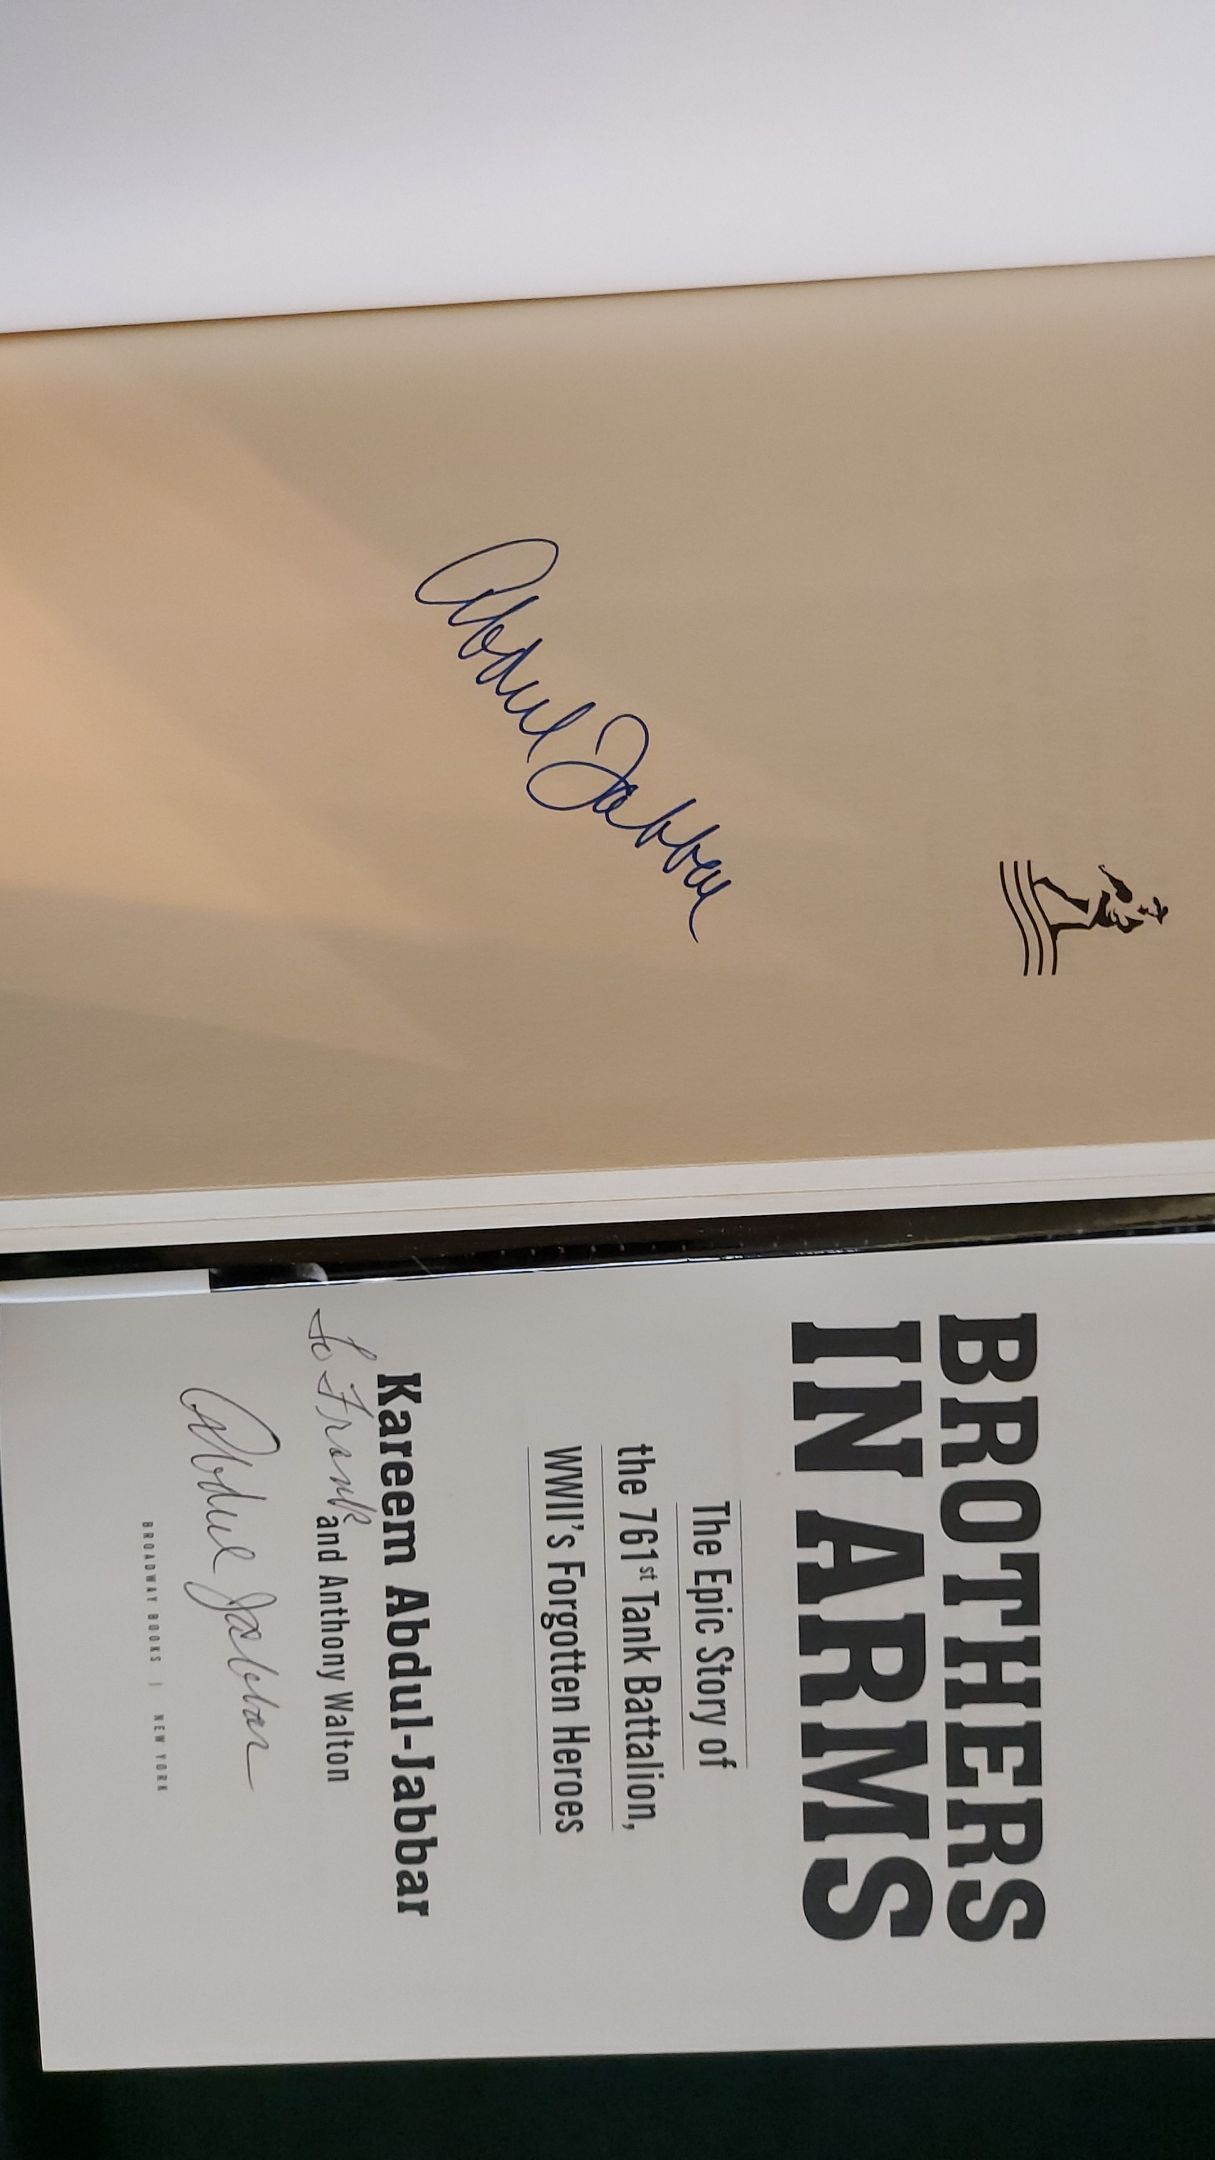 Abdul Jabbar
BROTHERS
IN ARMS
The Epic Story of
the 761st Tank Battalion,
WWII's Forgotten Heroes
Kareem Abdul-Jabbar
To Frank
and Anthony Walton
Abdul Jabbar
BROADWAY BOOKS | NEW YORK